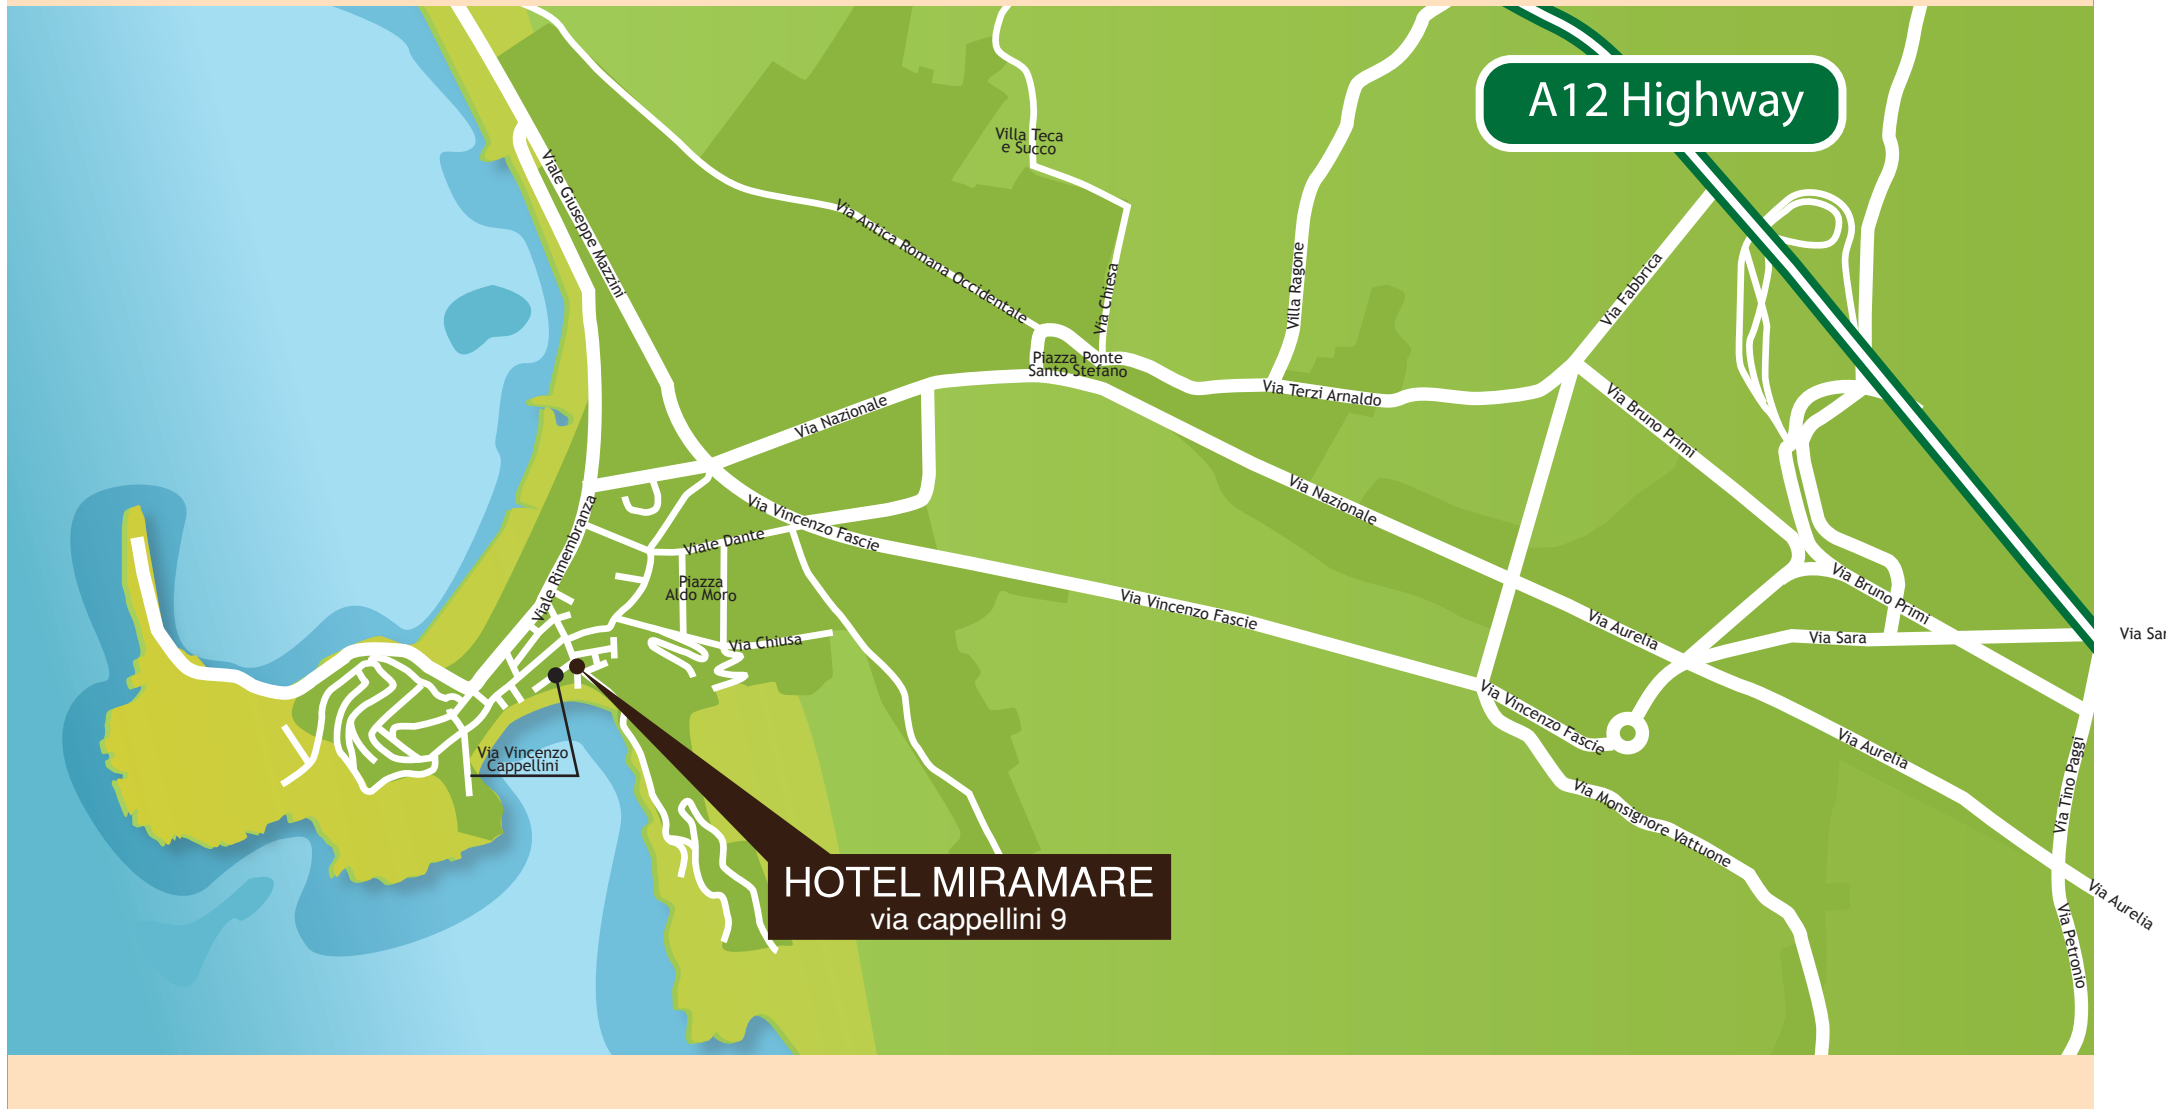 A12 Highway
Villa Teca
e Succo
Viale Giuseppe Mazzini
Via Antica Romana Occidentale
Via Chiesa
Villa Ragone
Via Fabbrica
Piazza Ponte
Santo Stefano
Via Terzi Arnaldo
Via Nazionale
Via Bruno Primi
Via Nazionale
Via Vincenzo Fascie
Viale Dante
Viale Rimembranza
Piazza
Aldo Moro
Via Vincenzo Fascie
Via Bruno Primi
Via Aurelia
Via Sara
Via Sar
Via Chiusa
Via Vincenzo Fascie
Via Vincenzo
Cappellini
Via Aurelia
Via Tino Paggi
Via Monsignore Vattuone
HOTEL MIRAMARE
via cappellini 9
Via Aurelia
Via Petronio